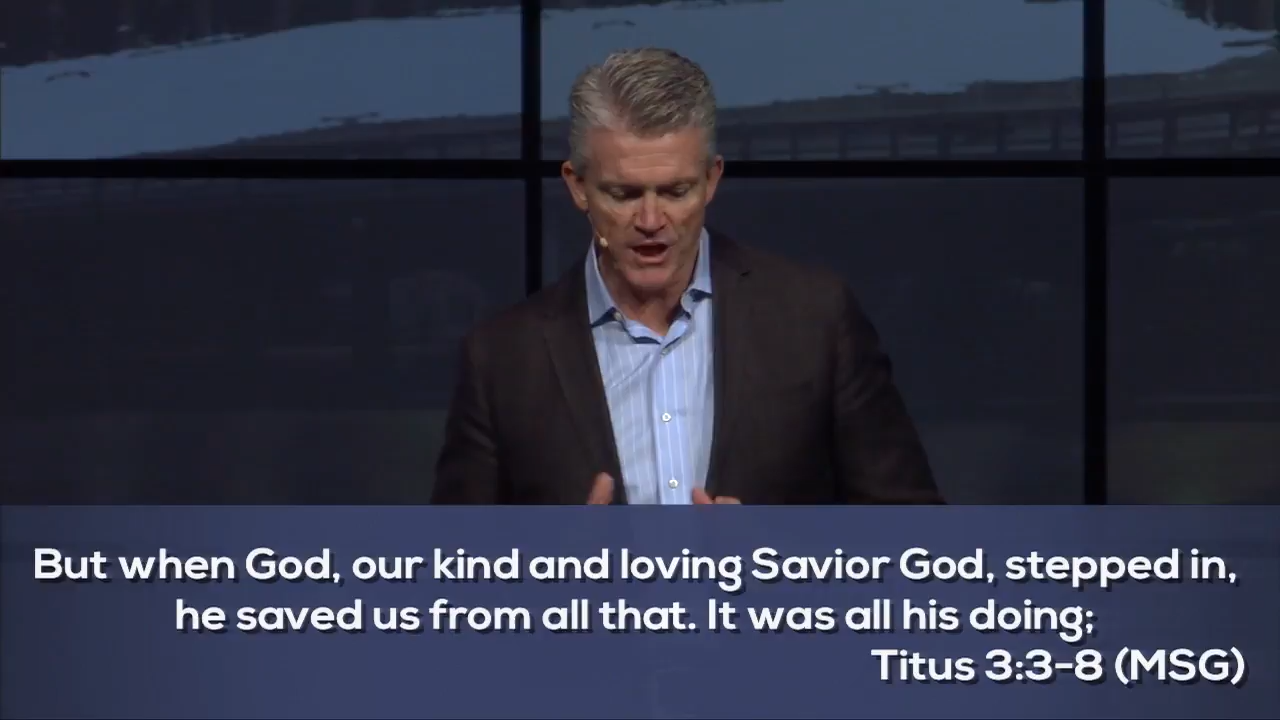 But when God, our kind and loving Savior God, stepped in,
he saved us from all that. It was all his doing;
Titus 3:3-8 (MSG)